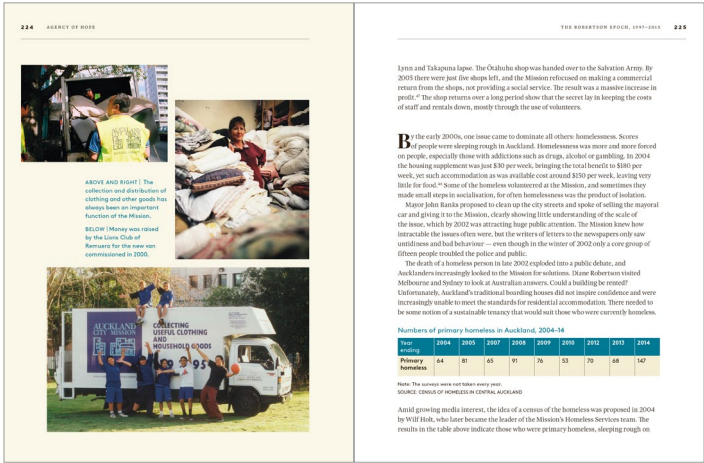 224 AGENCY OF HOPE
ABOVE AND RIGHT | The
collection and distribution of
clothing and other goods has
always been an important
function of the Mission.
BELOW | Money was raised
by the Lions Club of
Remuera for the new van
commissioned in 2000.
AUCKLAND
CITY MISSION
COLLECTING
USEFUL CLOTHING
AND
HOUSEHOLD GOODS
THE ROBERTSON EPOCH, 1997–2015 225
Lynn and Takapuna lapse. The Ōtāhuhu shop was handed over to the Salvation Army. By
2005 there were just five shops left, and the Mission refocused on making a commercial
return from the shops, not providing a social service. The result was a massive increase in
profit. The shop returns over a long period show that the secret lay in keeping the costs
of staff and rentals down, mostly through the use of volunteers.
By the early 2000s, one issue came to dominate all others: homelessness. Scores
of people were sleeping rough in Auckland. Homelessness was more and more forced
on people, especially those with addictions such as drugs, alcohol or gambling. In 2004
the housing supplement was just $30 per week, bringing the total benefit to $180 per
week, yet such accommodation as was available cost around $150 per week, leaving very
little for food. Some of the homeless volunteered at the Mission, and sometimes they
made small steps in socialisation, for often homelessness was the product of isolation.
Mayor John Banks proposed to clean up the city streets and spoke of selling the mayoral
car and giving it to the Mission, clearly showing little understanding of the scale of
the issue, which by 2002 was attracting huge public attention. The Mission knew how
intractable the issues often were, but the writers of letters to the newspapers only saw
untidiness and bad behaviour — even though in the winter of 2002 only a core group of
fifteen people troubled the police and public.
The death of a homeless person in late 2002 exploded into a public debate, and
Aucklanders increasingly looked to the Mission for solutions. Diane Robertson visited
Melbourne and Sydney to look at Australian answers. Could a building be rented?
Unfortunately, Auckland's traditional boarding houses did not inspire confidence and were
increasingly unable to meet the standards for residential accommodation. There needed to
be some notion of a sustainable tenancy that would suit those who were currently homeless.
Numbers of primary homeless in Auckland, 2004–14
Year ending 2004 2005 2007 2008 2009 2010 2012 2013 2014
Primary homeless 64 81 65 91 76 53 70 68 147
Note: The surveys were not taken every year.
SOURCE: CENSUS OF HOMELESS IN CENTRAL AUCKLAND
Amid growing media interest, the idea of a census of the homeless was proposed in 2004
by Wilf Holt, who later became the leader of the Mission's Homeless Services team. The
results in the table above indicate those who were primary homeless, sleeping rough on